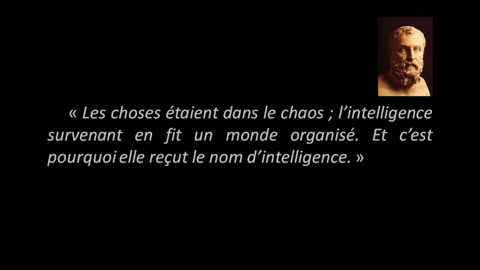 « Les choses étaient dans le chaos ; l’intelligence
survenant en fit un monde organisé. Et c’est
pourquoi elle reçut le nom d’intelligence. »